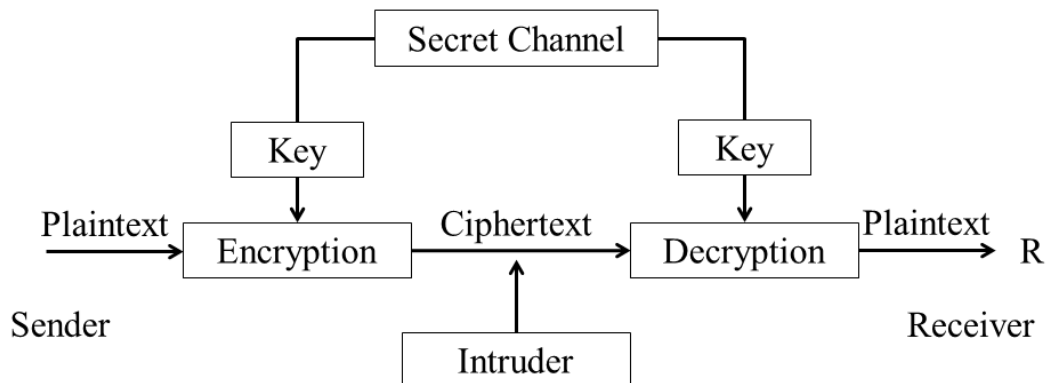 Secret Channel
Key
Key
Plaintext
Ciphertext
Plaintext
Encryption
Decryption
R
Sender
Receiver
Intruder